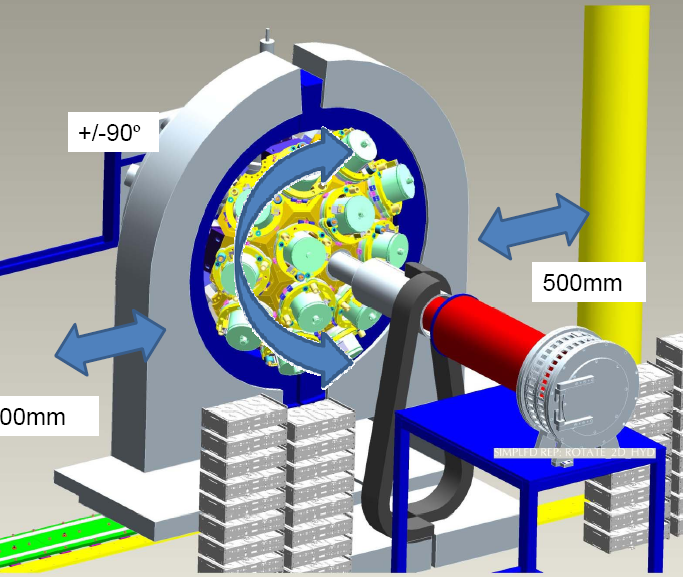 +/-90º
500mm
00mm
SIMPLFD REP: ROTATE_2D_HYD